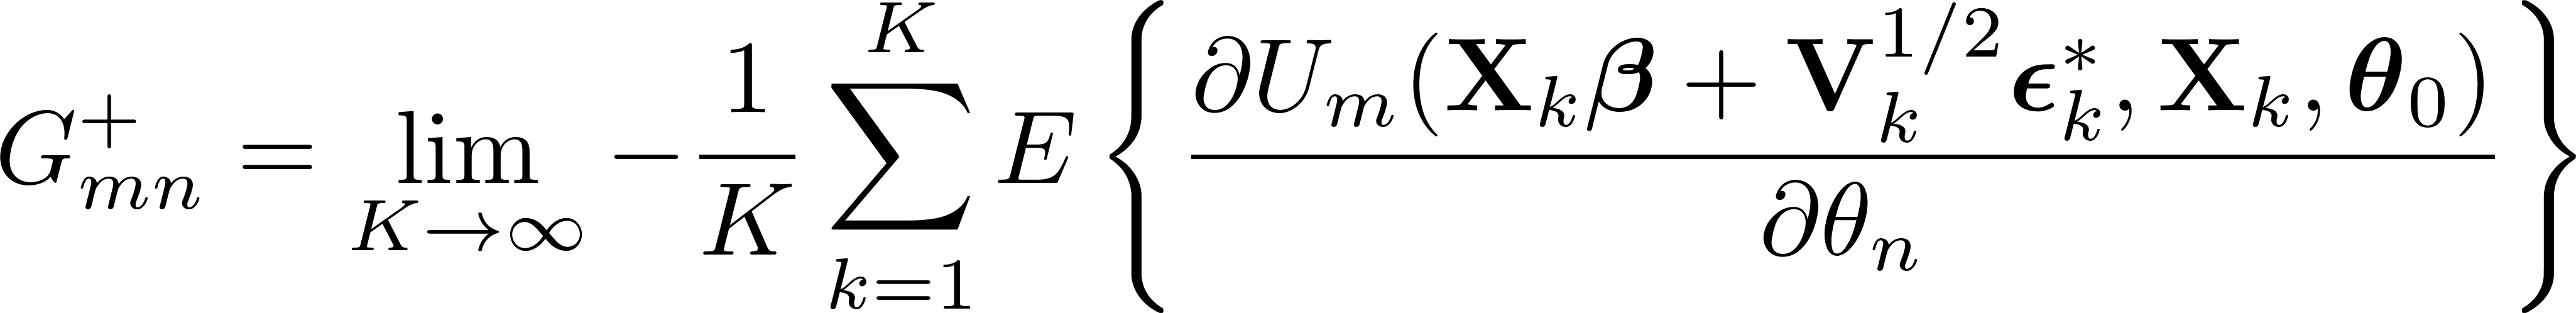 $G_{mn}^{+} = \lim_{K \to \infty} -\frac{1}{K} \sum_{k=1}^{K} E \left\{ \frac{\partial U_m (\mathbf{X}_k \boldsymbol{\beta} + \mathbf{V}_k^{1/2} \boldsymbol{\epsilon}_k^{*}, \mathbf{X}_k, \boldsymbol{\theta}_0)}{\partial \theta_n} \right\}$